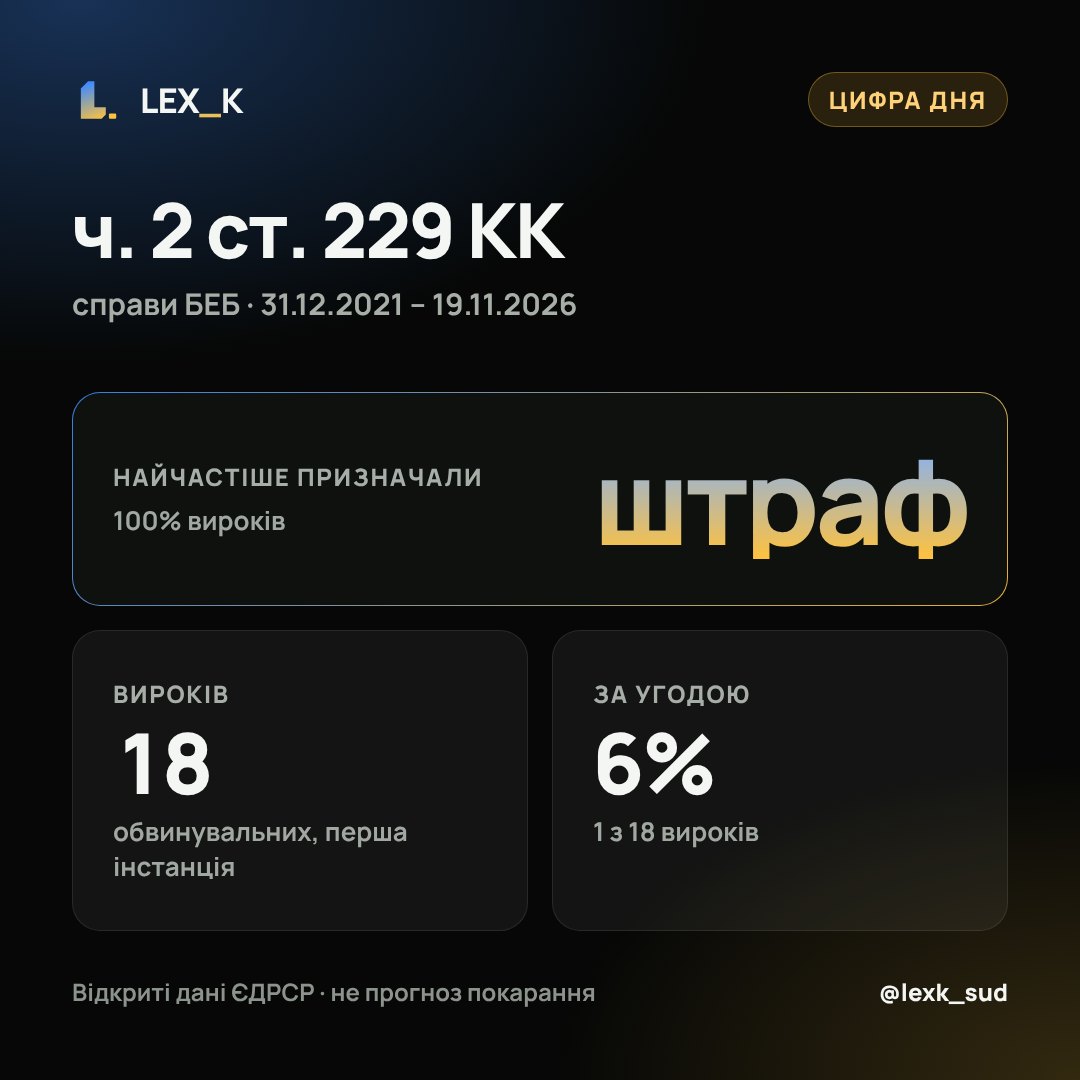 LEX_K
ЦИФРА ДНЯ
ч. 2 ст. 229 КК
справи БЕБ · 31.12.2021 – 19.11.2026
НАЙЧАСТІШЕ ПРИЗНАЧАЛИ
100% вироків
штраф
ВИРОКІВ
18
обвинувальних, перша
інстанція
ЗА УГОДОЮ
6%
1 з 18 вироків
Відкриті дані ЄДРСР · не прогноз покарання
@lexk_sud